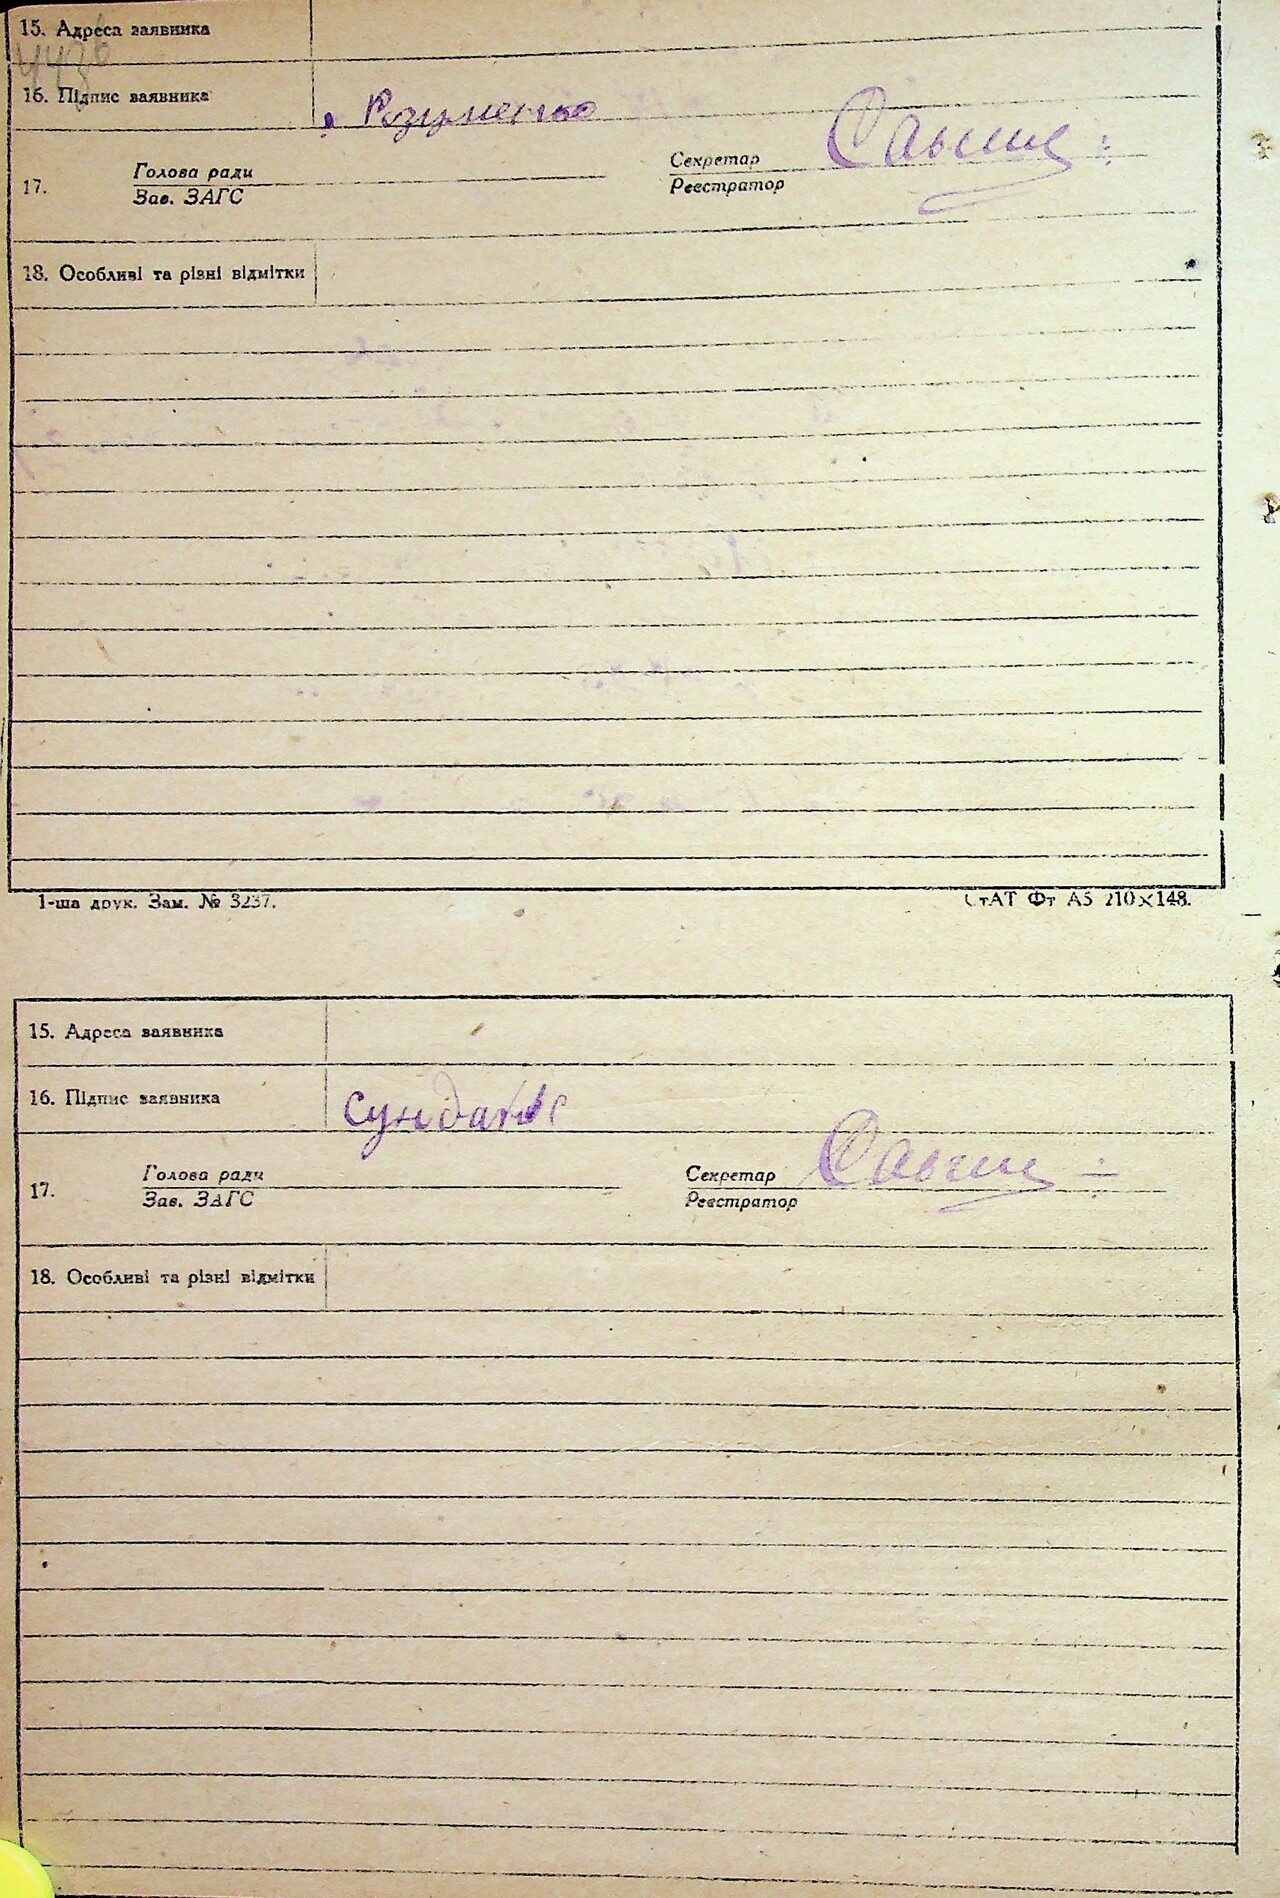 15. Адреса заявника
16. Підпис заявника Розуменко
Секретар
Голова ради
17.
Зав. ЗАГС
Реєстратор
18. Особливі та різні відмітки
1-ша друк. Зам. № 3237.
СтАТ Фт А5 210×148.
15. Адреса заявника
16. Підпис заявника
Голова ради
Секретар
17.
Зав. ЗАГС
Реєстратор
18. Особливі та різні відмітки